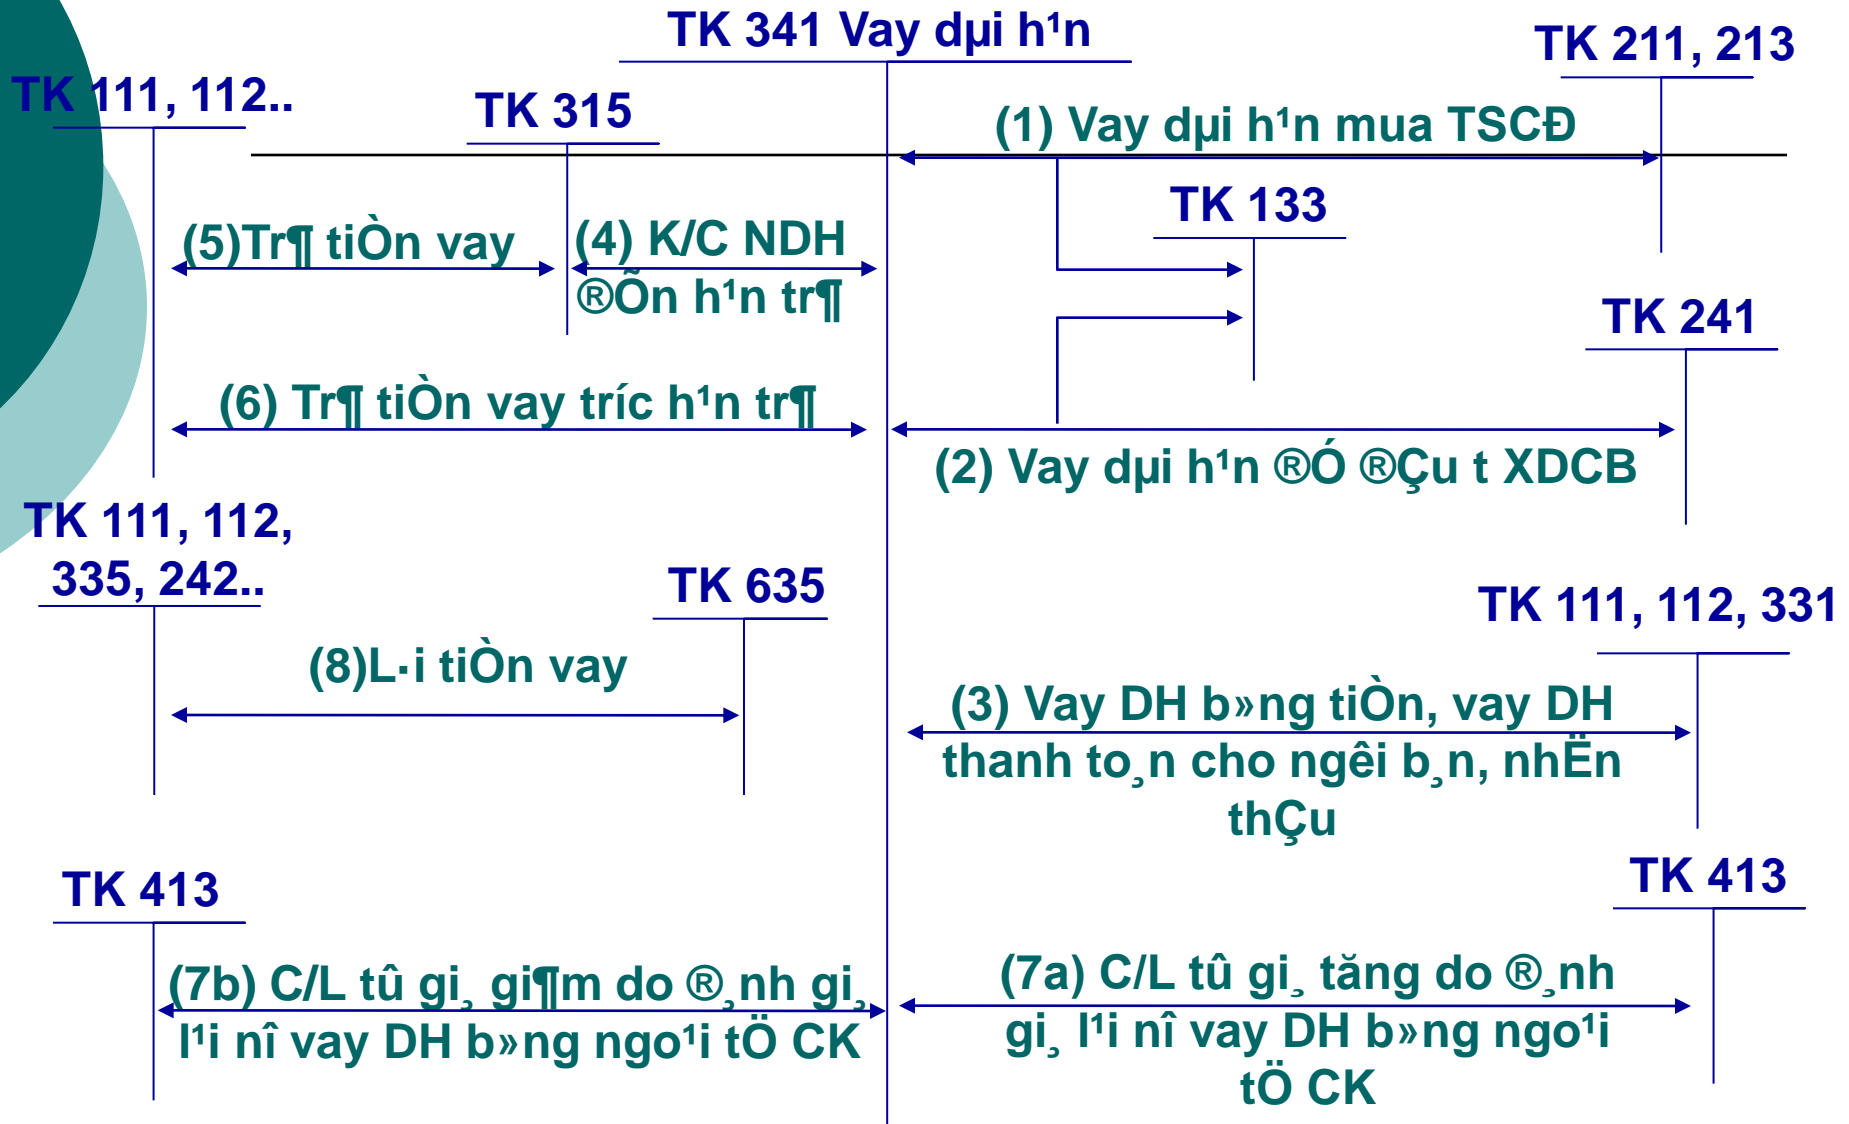 TK 341 Vay dµi h¹n
TK 211, 213
TK 111, 112..
TK 315
(1) Vay dµi h¹n mua TSCĐ
TK 133
(5)Tr¶ tiÒn vay
(4) K/C NDH
®Õn h¹n tr¶
TK 241
(6) Tr¶ tiÒn vay tríc h¹n tr¶
(2) Vay dµi h¹n ®Ó ®Çu t XDCB
TK 111, 112,
335, 242..
TK 635
TK 111, 112, 331
(8)L·i tiÒn vay
(3) Vay DH b»ng tiÒn, vay DH
thanh to¸n cho ngêi b¸n, nhËn
thÇu
TK 413
TK 413
(7b) C/L tû gi¸ gi¶m do ®¸nh gi¸
l¹i nî vay DH b»ng ngo¹i tÖ CK
(7a) C/L tû gi¸ tăng do ®¸nh
gi¸ l¹i nî vay DH b»ng ngo¹i
tÖ CK